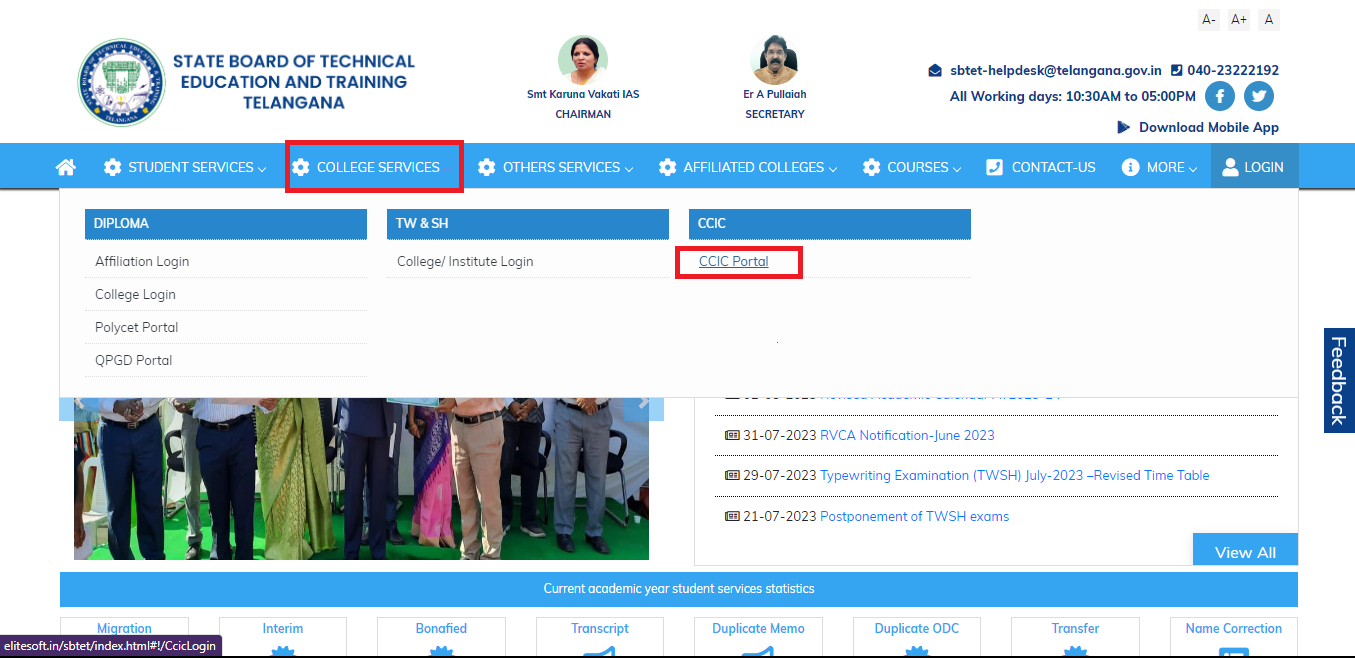 A-
A+
A
STATE BOARD OF TECHNICAL
EDUCATION AND TRAINING
TELANGANA
Smt Karuna Vakati IAS
CHAIRMAN
Er A Pullaiah
SECRETARY
sbtet-helpdesk@telangana.gov.in 040-23222192
All Working days: 10:30AM to 05:00PM
Download Mobile App
STUDENT SERVICES
COLLEGE SERVICES
OTHERS SERVICES
AFFILIATED COLLEGES
COURSES
CONTACT-US
MORE
LOGIN
DIPLOMA
Affiliation Login
College Login
Polycet Portal
QPGD Portal
TW & SH
College/ Institute Login
CCIC
CCIC Portal
Feedback
31-07-2023 RVCA Notification-June 2023
29-07-2023 Typewriting Examination (TWSH) July-2023 –Revised Time Table
21-07-2023 Postponement of TWSH exams
View All
Current academic year student services statistics
Migration
Interim
Bonafied
Transcript
Duplicate Memo
Duplicate ODC
Transfer
Name Correction
elitesoft.in/sbtet/index.html#!/CcicLogin